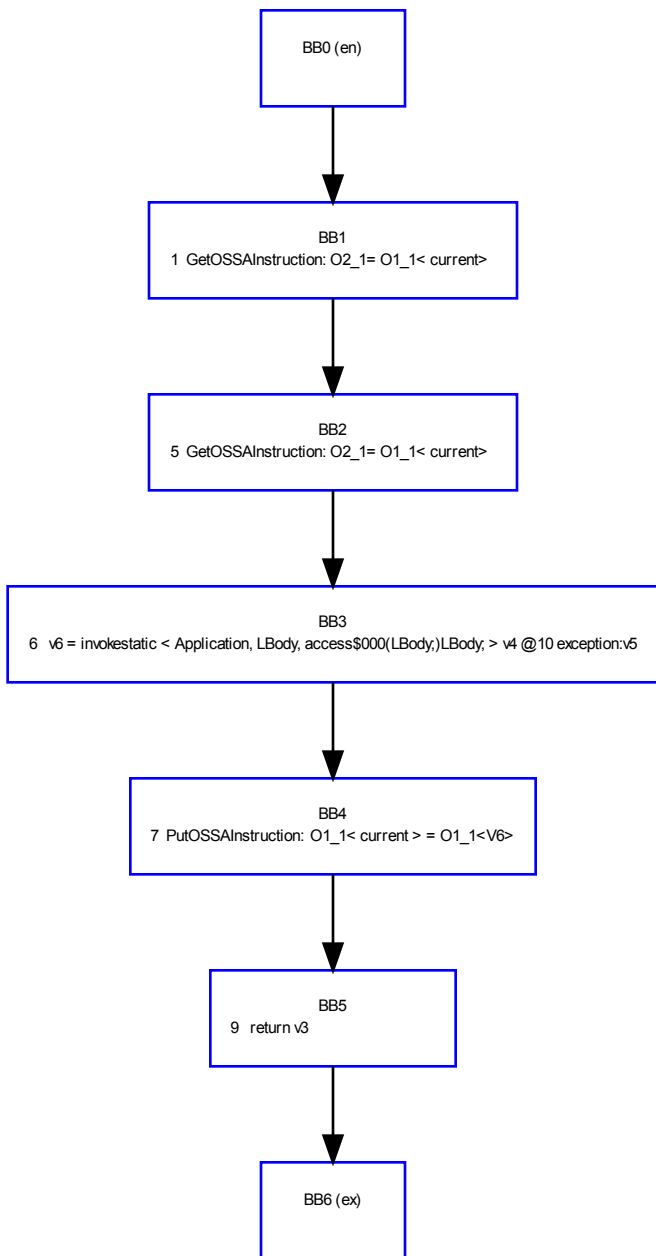 BB0 (en)
BB1
1 GetOSSAInstruction: O2_1= O1_1< current>
BB2
5 GetOSSAInstruction: O2_1= O1_1< current>
BB3
6 v6 = invokestatic < Application, LBody, access$000(LBody;)LBody; > v4 @10 exception:v5
BB4
7 PutOSSAInstruction: O1_1< current > = O1_1<V6>
BB5
9 return v3
BB6 (ex)